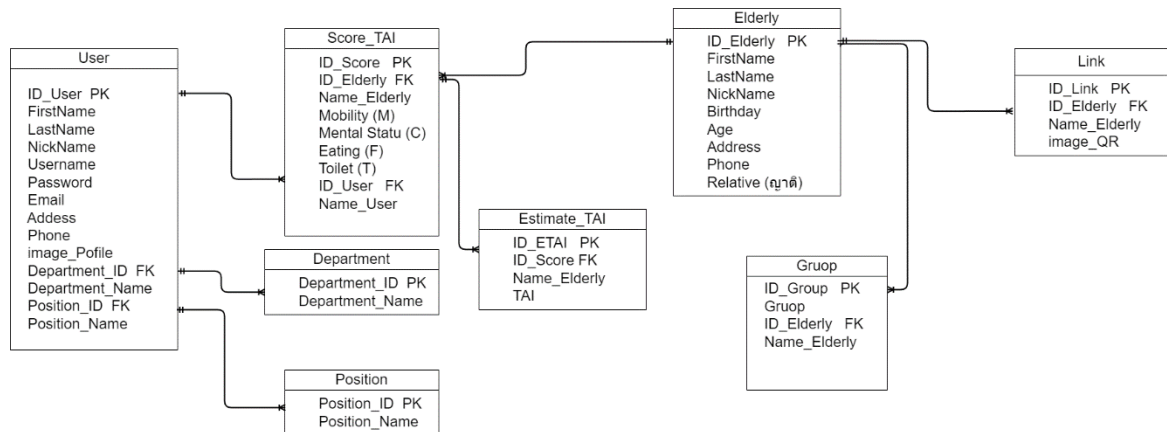 User
ID_User PK
FirstName
LastName
NickName
Username
Password
Email
Addess
Phone
image_Pofile
Department_ID FK
Department_Name
Position_ID FK
Position_Name
Score_TAI
ID_Score PK
ID_Elderly FK
Name_Elderly
Mobility (M)
Mental Statu (C)
Eating (F)
Toilet (T)
ID_User FK
Name_User
Department
Department_ID PK
Department_Name
Position
Position_ID PK
Position_Name
Estimate_TAI
ID_ETAI PK
ID_Score FK
Name_Elderly
TAI
Elderly
ID_Elderly PK
FirstName
LastName
NickName
Birthday
Age
Address
Phone
Relative (ญาติ)
Gruop
ID_Group PK
Gruop
ID_Elderly FK
Name_Elderly
Link
ID_Link PK
ID_Elderly FK
Name_Elderly
image_QR